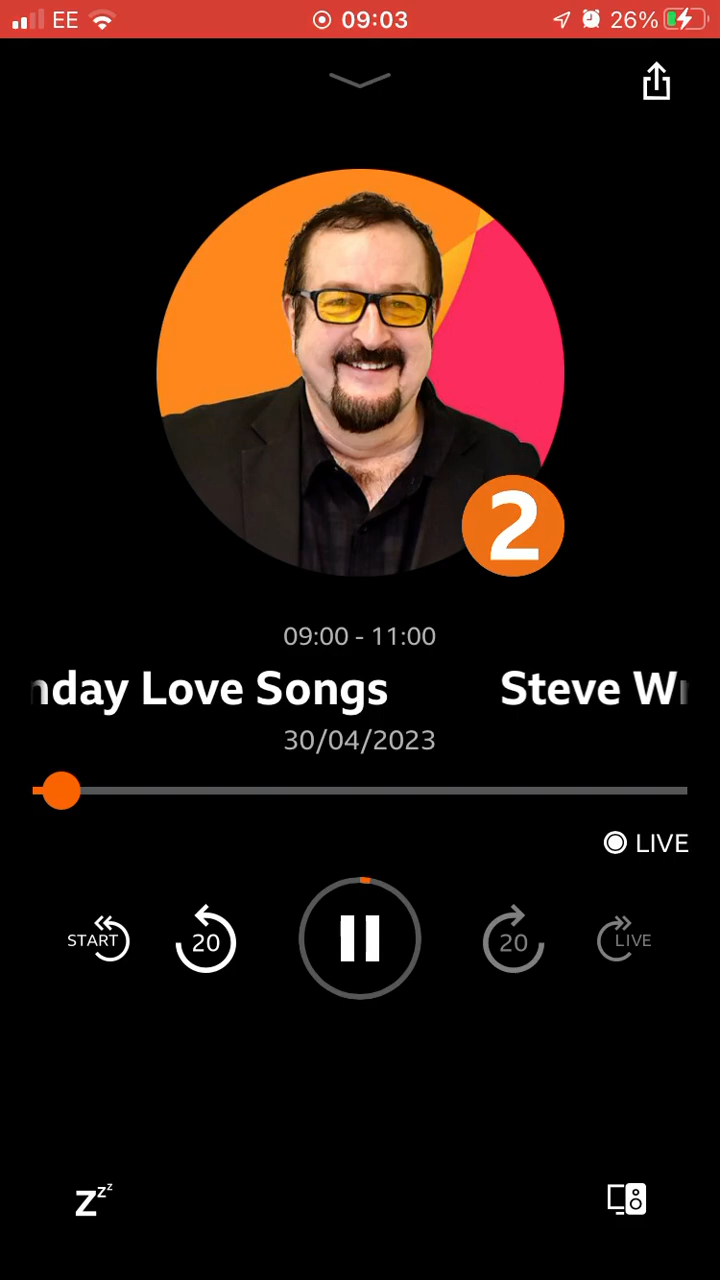 EE 09:03 26%
2
09:00 - 11:00
nday Love Songs Steve W
30/04/2023
LIVE
START 20 20 LIVE
Zzz